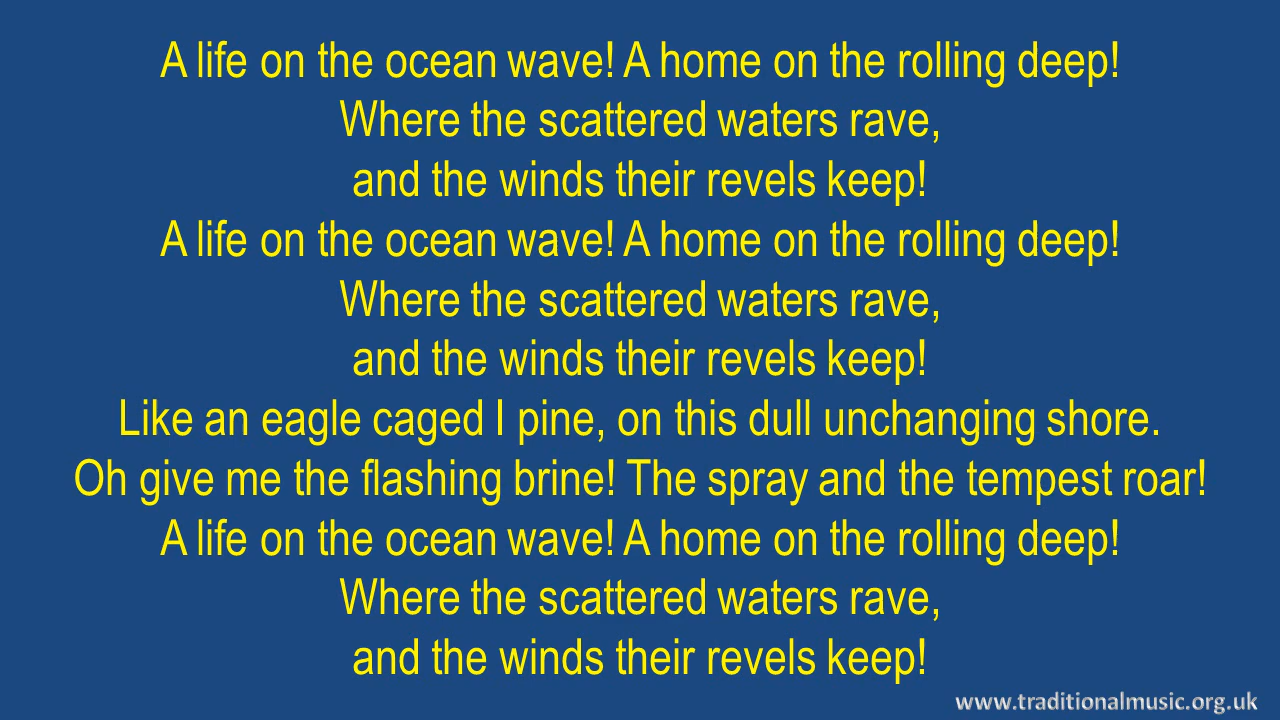 A life on the ocean wave! A home on the rolling deep!
Where the scattered waters rave,
and the winds their revels keep!
A life on the ocean wave! A home on the rolling deep!
Where the scattered waters rave,
and the winds their revels keep!
Like an eagle caged I pine, on this dull unchanging shore.
Oh give me the flashing brine! The spray and the tempest roar!
A life on the ocean wave! A home on the rolling deep!
Where the scattered waters rave,
and the winds their revels keep!
www.traditionalmusic.org.uk